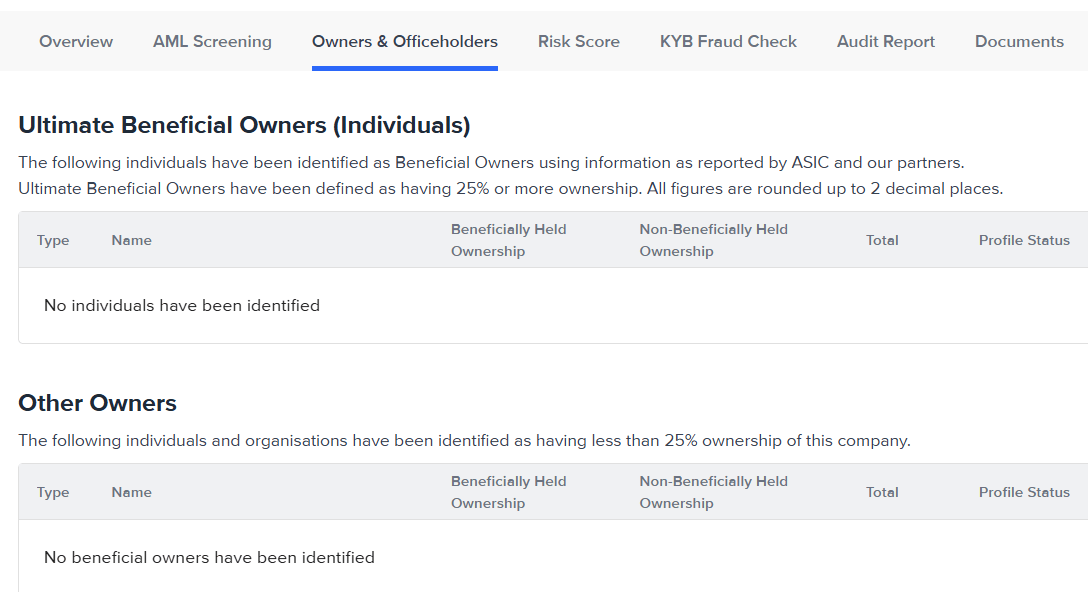 Overview AML Screening Owners & Officeholders Risk Score KYB Fraud Check Audit Report Documents
Ultimate Beneficial Owners (Individuals)
The following individuals have been identified as Beneficial Owners using information as reported by ASIC and our partners.
Ultimate Beneficial Owners have been defined as having 25% or more ownership. All figures are rounded up to 2 decimal places.
Type Name Beneficially Held Ownership Non-Beneficially Held Ownership Total Profile Status
No individuals have been identified
Other Owners
The following individuals and organisations have been identified as having less than 25% ownership of this company.
Type Name Beneficially Held Ownership Non-Beneficially Held Ownership Total Profile Status
No beneficial owners have been identified